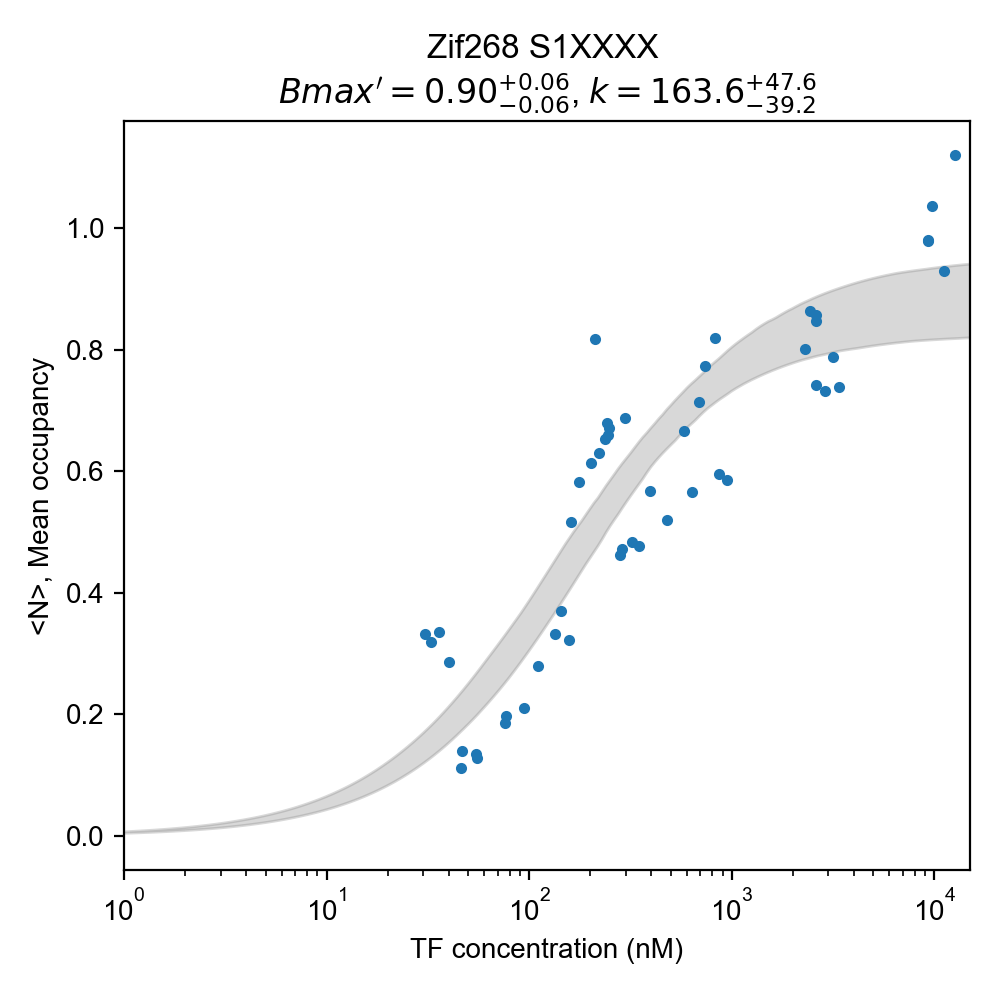 Zif268 S1XXXX
Bmax′ = 0.90^{+0.06}_{−0.06}, k = 163.6^{+47.6}_{−39.2}
<N>, Mean occupancy
1.0
0.8
0.6
0.4
0.2
0.0
10^0 10^1 10^2 10^3 10^4
TF concentration (nM)